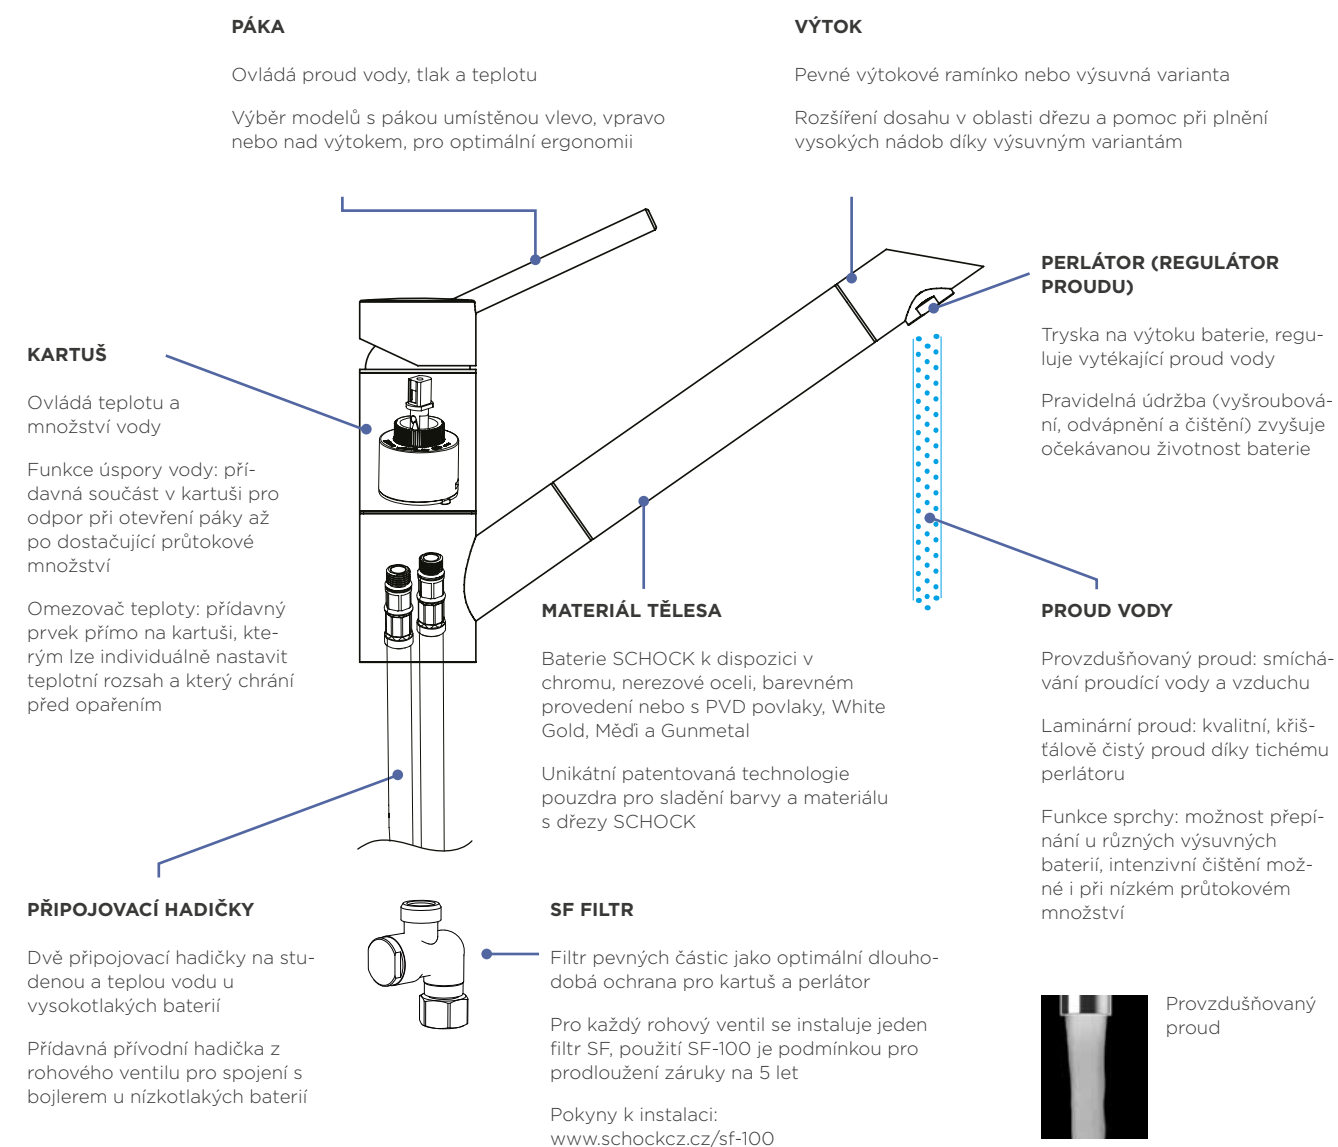 PÁKA
Ovládá proud vody, tlak a teplotu
Výběr modelů s pákou umístěnou vlevo, vpravo
nebo nad výtokem, pro optimální ergonomii
VÝTOK
Pevné výtokové ramínko nebo výsuvná varianta
Rozšíření dosahu v oblasti dřezu a pomoc při plnění
vysokých nádob díky výsuvným variantám
PERLÁTOR (REGULÁTOR
PROUDU)
Tryska na výtoku baterie, regu-
luje vytékající proud vody
Pravidelná údržba (vyšroubová-
ní, odvápnění a čištění) zvyšuje
očekávanou životnost baterie
KARTUŠ
Ovládá teplotu a
množství vody
Funkce úspory vody: pří-
davná součást v kartuši pro
odpor při otevření páky až
po dostačující průtokové
množství
Omezovač teploty: přídavný
prvek přímo na kartuši, kte-
rým lze individuálně nastavit
teplotní rozsah a který chrání
před opařením
MATERIÁL TĚLESA
Baterie SCHOCK k dispozici v
chromu, nerezové oceli, barevném
provedení nebo s PVD povlaky, White
Gold, Mědi a Gunmetal
Unikátní patentovaná technologie
pouzdra pro sladění barvy a materiálu
s dřezy SCHOCK
PROUD VODY
Provzdušňovaný proud: smíchá-
vání proudící vody a vzduchu
Laminární proud: kvalitní, křiš-
ťálově čistý proud díky tichému
perlátoru
Funkce sprchy: možnost přepí-
nání u různých výsuvných
baterií, intenzivní čištění mož-
né i při nízkém průtokovém
množství
PŘIPOJOVACÍ HADIČKY
Dvě připojovací hadičky na stu-
denou a teplou vodu u
vysokotlakých baterií
Přídavná přívodní hadička z
rohového ventilu pro spojení s
bojlerem u nízkotlakých baterií
SF FILTR
Filtr pevných částic jako optimální dlouho-
dobá ochrana pro kartuš a perlátor
Pro každý rohový ventil se instaluje jeden
filtr SF, použití SF-100 je podmínkou pro
prodloužení záruky na 5 let
Pokyny k instalaci:
www.schockcz.cz/sf-100
Provzdušňovaný
proud